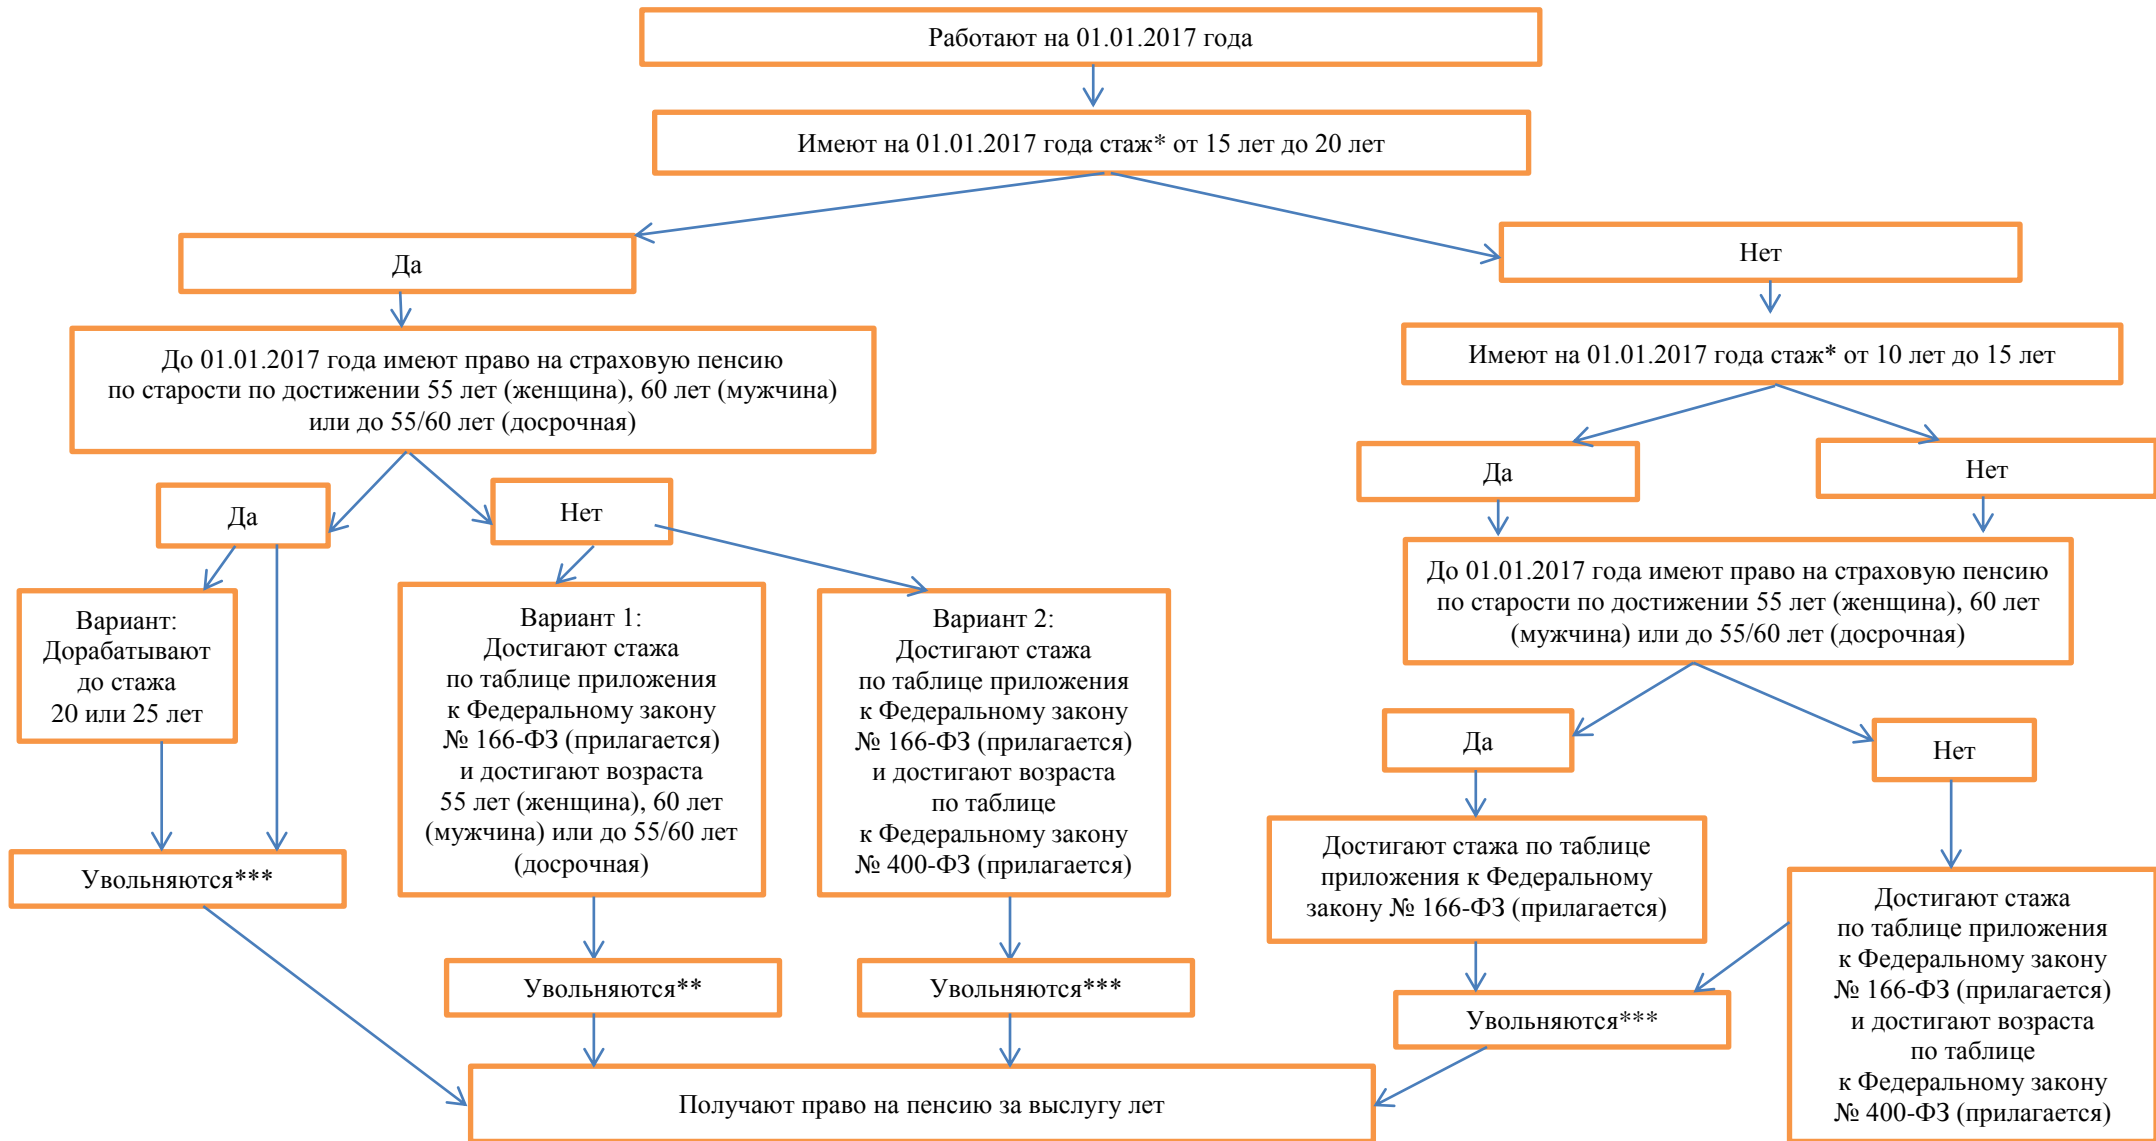 Работают на 01.01.2017 года
Имеют на 01.01.2017 года стаж* от 15 лет до 20 лет
Да
Нет
До 01.01.2017 года имеют право на страховую пенсию
по старости по достижении 55 лет (женщина), 60 лет (мужчина)
или до 55/60 лет (досрочная)
Имеют на 01.01.2017 года стаж* от 10 лет до 15 лет
Да
Нет
Да
Нет
Вариант:
Дорабатывают
до стажа
20 или 25 лет
Вариант 1:
Достигают стажа
по таблице приложения
к Федеральному закону
№ 166-ФЗ (прилагается)
и достигают возраста
55 лет (женщина), 60 лет
(мужчина) или до 55/60 лет
(досрочная)
Вариант 2:
Достигают стажа
по таблице приложения
к Федеральному закону
№ 166-ФЗ (прилагается)
и достигают возраста
по таблице
к Федеральному закону
№ 400-ФЗ (прилагается)
До 01.01.2017 года имеют право на страховую пенсию
по старости по достижении 55 лет (женщина), 60 лет
(мужчина) или до 55/60 лет (досрочная)
Да
Нет
Достигают стажа по таблице
приложения к Федеральному
закону № 166-ФЗ (прилагается)
Достигают стажа
по таблице приложения
к Федеральному закону
№ 166-ФЗ (прилагается)
и достигают возраста
по таблице
к Федеральному закону
№ 400-ФЗ (прилагается)
Увольняются***
Увольняются**
Увольняются***
Увольняются***
Получают право на пенсию за выслугу лет